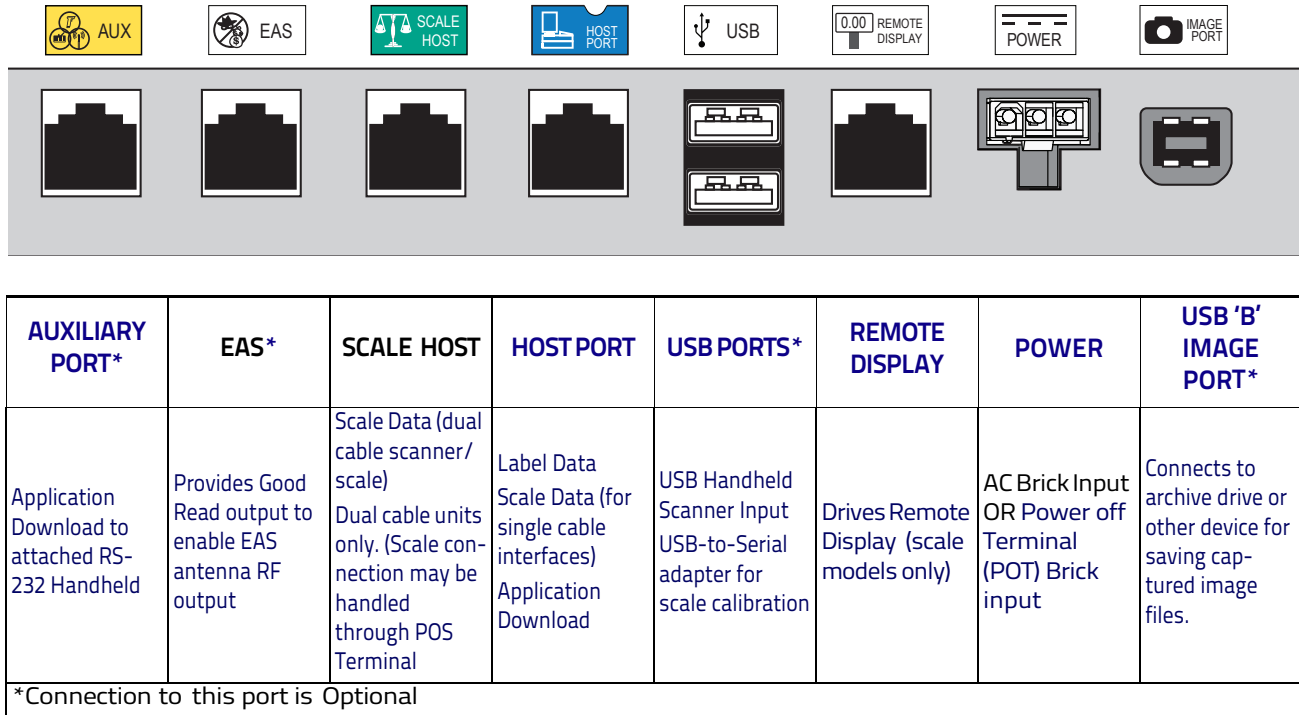 AUX
EAS
SCALE
HOST
HOST
PORT
USB
0.00 REMOTE
DISPLAY
POWER
IMAGE
PORT
AUXILIARY
PORT*
EAS*
SCALE HOST
HOST PORT
USB PORTS*
REMOTE
DISPLAY
POWER
USB ‘B’
IMAGE
PORT*
Application
Download to
attached RS-
232 Handheld
Provides Good
Read output to
enable EAS
antenna RF
output
Scale Data (dual
cable scanner/
scale)
Dual cable units
only. (Scale con-
nection may be
handled
through POS
Terminal
Label Data
Scale Data (for
single cable
interfaces)
Application
Download
USB Handheld
Scanner Input
USB-to-Serial
adapter for
scale calibration
Drives Remote
Display (scale
models only)
AC Brick Input
OR Power off
Terminal
(POT) Brick
input
Connects to
archive drive or
other device for
saving cap-
tured image
files.
*Connection to this port is Optional